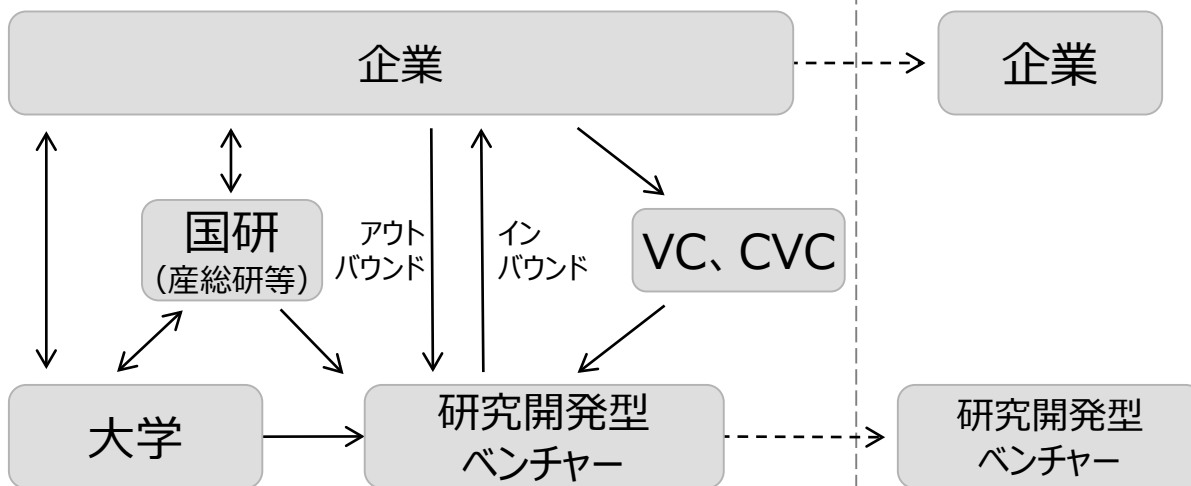 企業
企業
国研
（産総研等）
アウト
バウンド
イン
バウンド
VC、CVC
大学
研究開発型
ベンチャー
研究開発型
ベンチャー